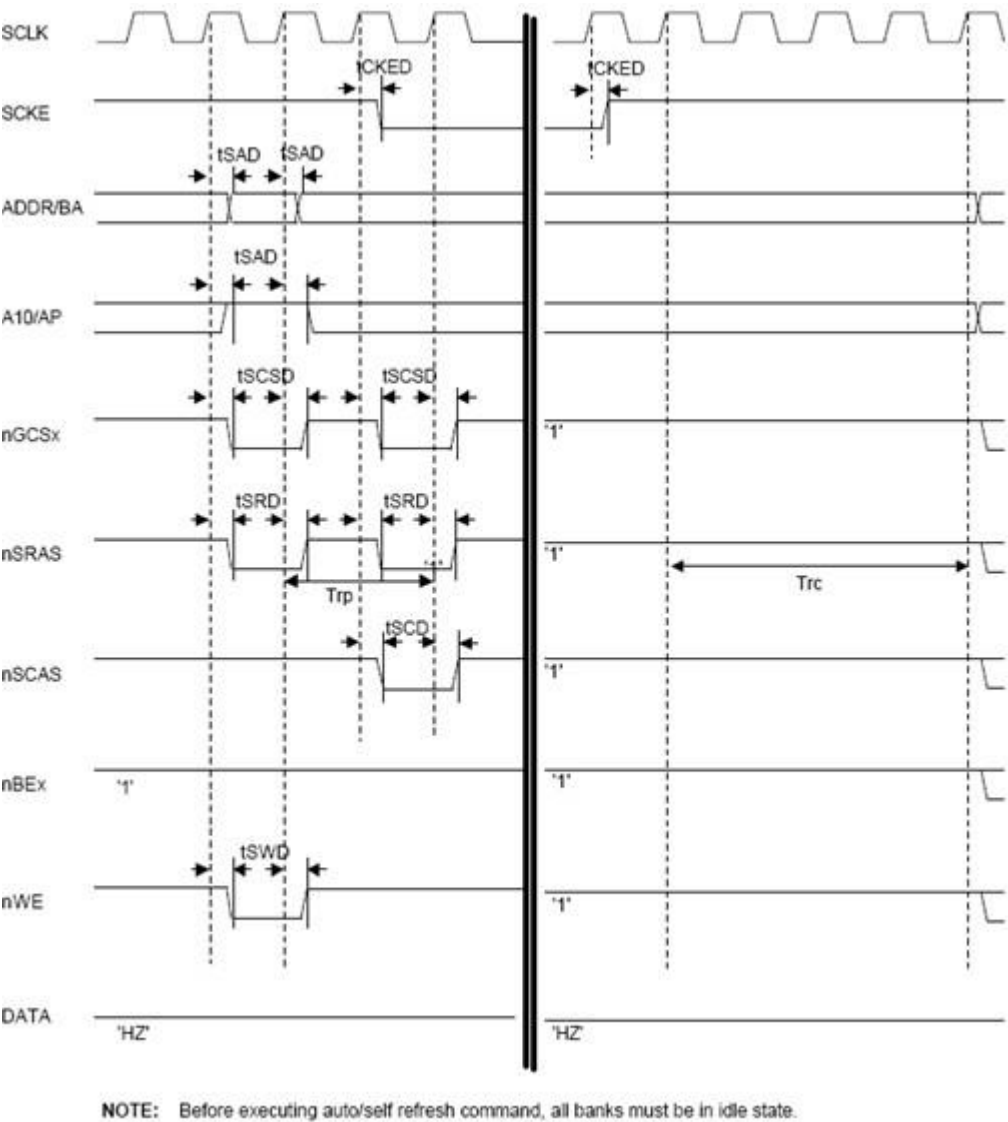 SCLK
tCKED
tCKED
SCKE
tSAD
tSAD
ADDR/BA
tSAD
A10/AP
tSCSD
tSCSD
nGCSx
'1'
tSRD
tSRD
nSRAS
'1'
'1'
Trp
Trc
tSCD
nSCAS
'1'
nBEx
'1'
'1'
tSWD
nWE
'1'
DATA
'HZ'
'HZ'
NOTE: Before executing auto/self refresh command, all banks must be in idle state.